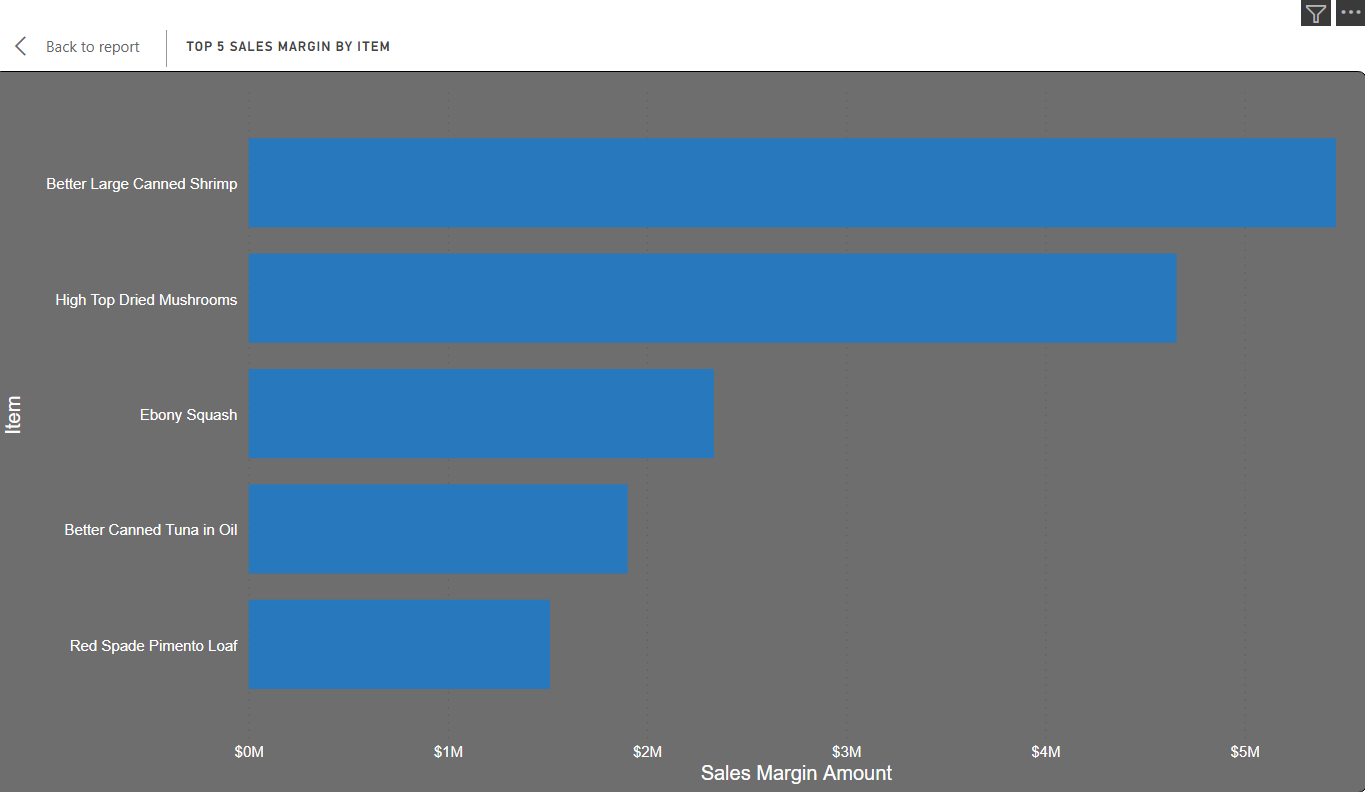 Back to report
TOP 5 SALES MARGIN BY ITEM
Item
Better Large Canned Shrimp
High Top Dried Mushrooms
Ebony Squash
Better Canned Tuna in Oil
Red Spade Pimento Loaf
$0M $1M $2M $3M $4M $5M
Sales Margin Amount